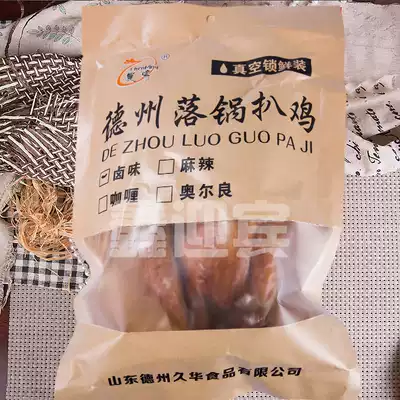 ®
真空锁鲜装
德州落锅扒鸡
DE ZHOU LUO GUO PA JI
卤味 麻辣
咖喱 奥尔良
迎宾
山东德州久华食品有限公司